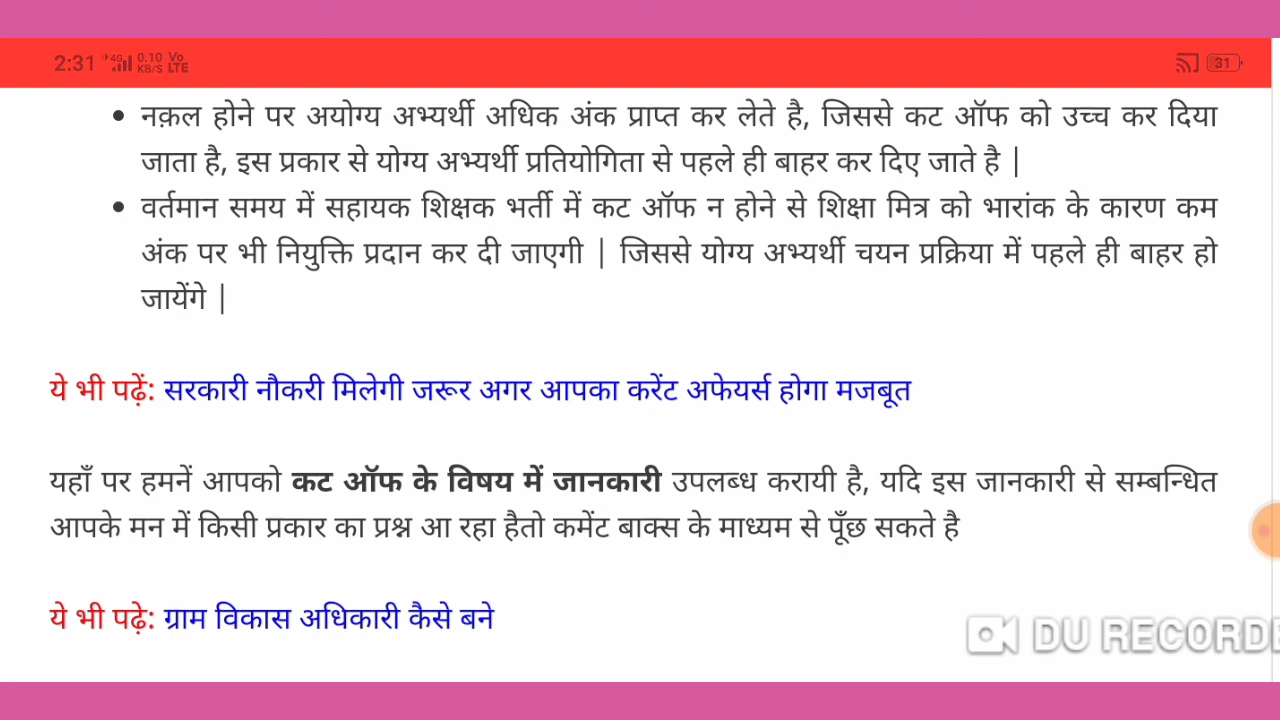 2:31 4G 0.10 KB/S Vo LTE 31
• नक़ल होने पर अयोग्य अभ्यर्थी अधिक अंक प्राप्त कर लेते है, जिससे कट ऑफ को उच्च कर दिया
जाता है, इस प्रकार से योग्य अभ्यर्थी प्रतियोगिता से पहले ही बाहर कर दिए जाते है |
• वर्तमान समय में सहायक शिक्षक भर्ती में कट ऑफ न होने से शिक्षा मित्र को भारांक के कारण कम
अंक पर भी नियुक्ति प्रदान कर दी जाएगी | जिससे योग्य अभ्यर्थी चयन प्रक्रिया में पहले ही बाहर हो
जायेंगे |
ये भी पढ़ें: सरकारी नौकरी मिलेगी जरूर अगर आपका करेंट अफेयर्स होगा मजबूत
यहाँ पर हमनें आपको कट ऑफ के विषय में जानकारी उपलब्ध करायी है, यदि इस जानकारी से सम्बन्धित
आपके मन में किसी प्रकार का प्रश्न आ रहा हैतो कमेंट बाक्स के माध्यम से पूँछ सकते है
ये भी पढ़े: ग्राम विकास अधिकारी कैसे बने
DU RECORDE